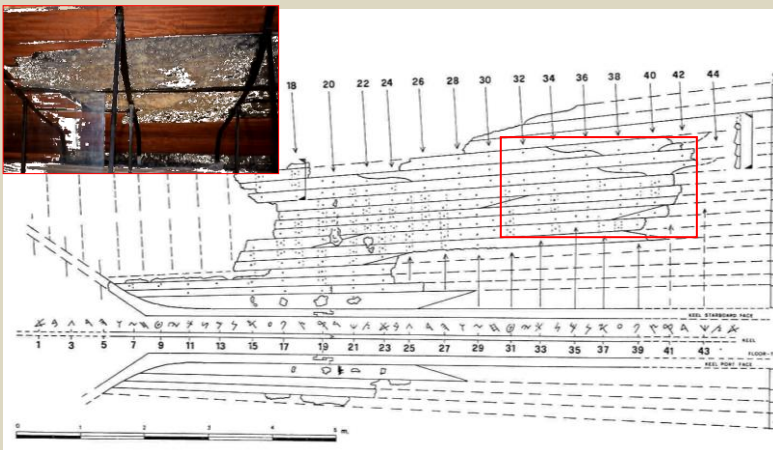 18 20 22 24 26 28 30 32 34 36 38 40 42 44
KEEL STARBOARD FACE
KEEL
1 3 5 7 9 11 13 15 17 19 21 23 25 27 29 31 33 35 37 39 41 43
FLOOR-T
KEEL PORT FACE
0 1 2 3 4 5 m.